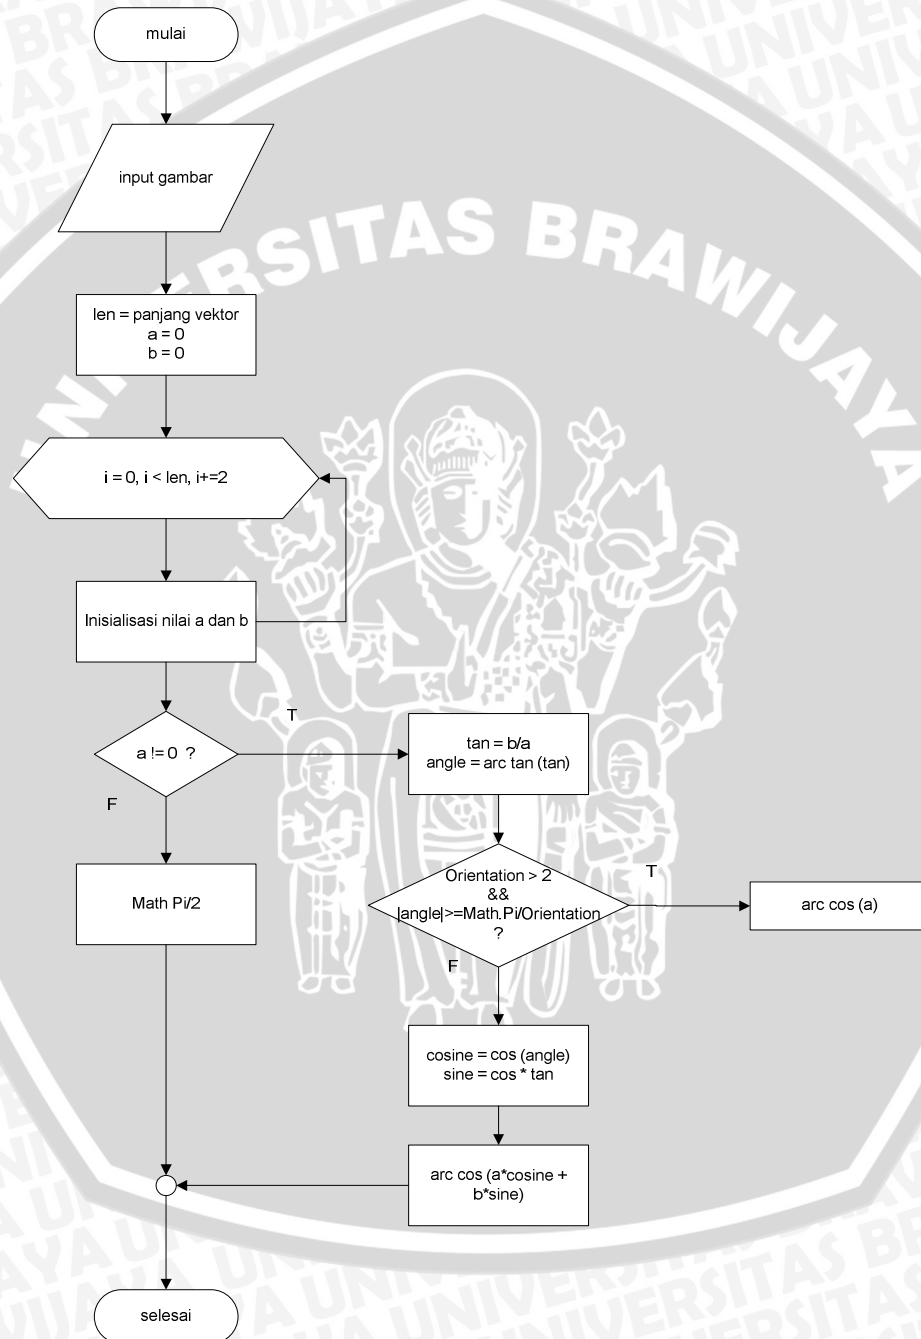 mulai
input gambar
len = panjang vektor
a = 0
b = 0
i = 0, i < len, i+=2
Inisialisasi nilai a dan b
a != 0 ?
T
F
tan = b/a
angle = arc tan (tan)
Math Pi/2
Orientation > 2
&&
|angle|>=Math.Pi/Orientation
?
T
F
arc cos (a)
cosine = cos (angle)
sine = cos * tan
arc cos (a*cosine +
b*sine)
selesai
UNIVERSITAS BRAWIJAYA